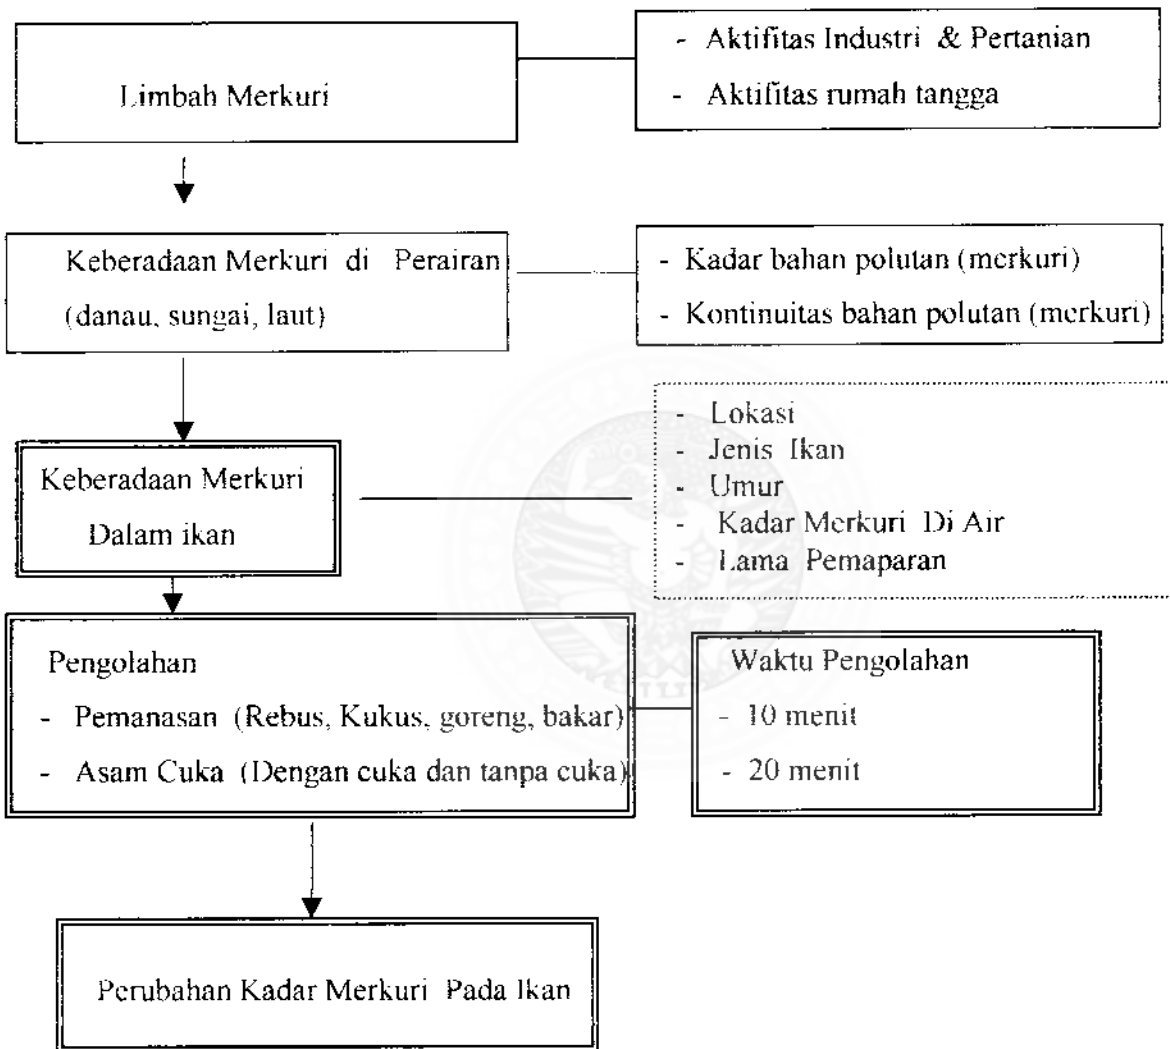 Limbah Merkuri
- Aktifitas Industri & Pertanian
- Aktifitas rumah tangga
Keberadaan Merkuri di Perairan
(danau, sungai, laut)
- Kadar bahan polutan (merkuri)
- Kontinuitas bahan polutan (merkuri)
Keberadaan Merkuri
Dalam ikan
- Lokasi
- Jenis Ikan
- Umur
- Kadar Merkuri Di Air
- Lama Pemaparan
Pengolahan
- Pemanasan (Rebus, Kukus, goreng, bakar)
- Asam Cuka (Dengan cuka dan tanpa cuka)
Waktu Pengolahan
- 10 menit
- 20 menit
Perubahan Kadar Merkuri Pada Ikan